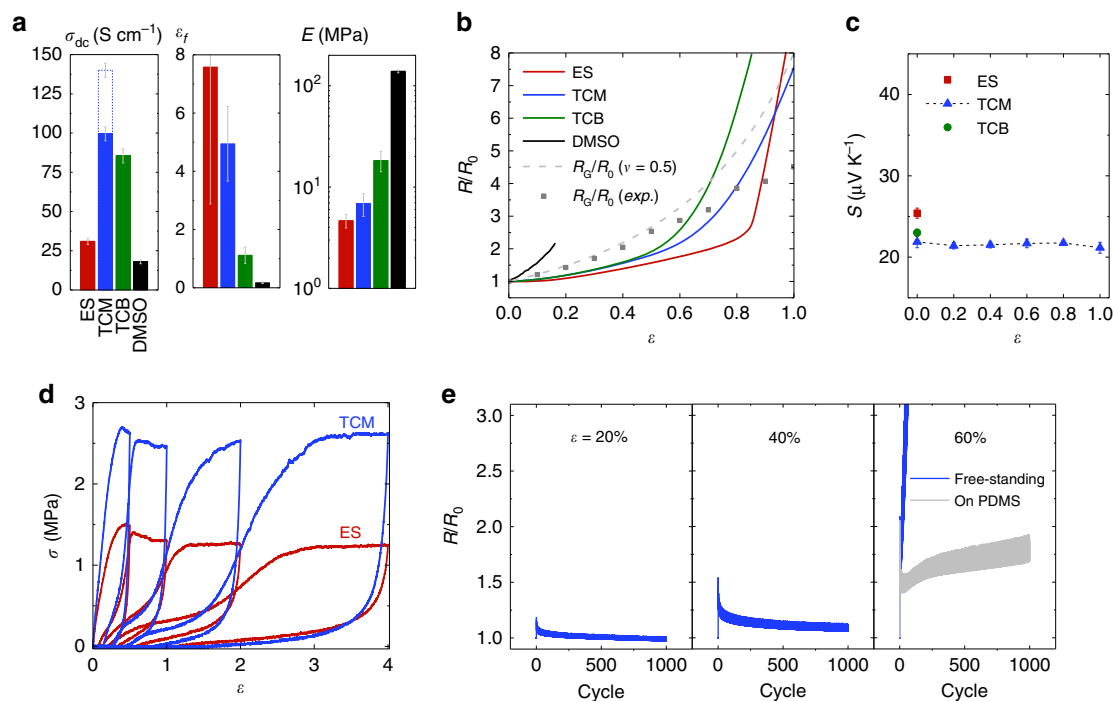 a
σdc (S cm−1)
εf
E (MPa)
150
125
100
75
50
25
0
8
6
4
2
0
10²
10¹
10⁰
ES
TCM
TCB
DMSO
b
R/R0
8
7
6
5
4
3
2
1
ES
TCM
TCB
DMSO
RG/R0 (ν = 0.5)
RG/R0 (exp.)
0.0 0.2 0.4 0.6 0.8 1.0
ε
c
S (μV K−1)
40
30
20
ES
TCM
TCB
0.0 0.2 0.4 0.6 0.8 1.0
ε
d
σ (MPa)
3
2
1
0
TCM
ES
0 1 2 3 4
ε
e
R/R0
3.0
2.5
2.0
1.5
1.0
ε = 20%
40%
60%
Free-standing
On PDMS
0 500 1000
0 500 1000
0 500 1000
Cycle
Cycle
Cycle